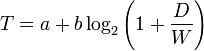 T = a + b log₂ (1 + D/W)